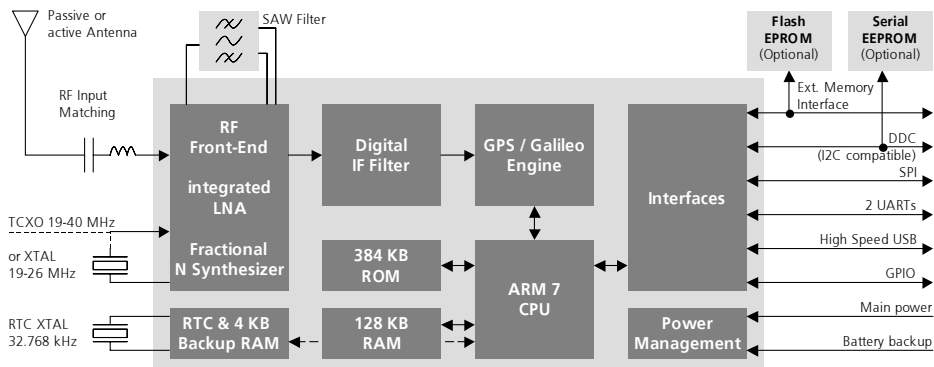 Passive or
active Antenna
SAW Filter
Flash
EPROM
(Optional)
Serial
EEPROM
(Optional)
RF Input
Matching
Ext. Memory
Interface
RF
Front-End
integrated
LNA
Fractional
N Synthesizer
Digital
IF Filter
GPS / Galileo
Engine
Interfaces
DDC
(I2C compatible)
SPI
2 UARTs
High Speed USB
GPIO
TCXO 19-40 MHz
or XTAL
19-26 MHz
384 KB
ROM
ARM 7
CPU
RTC XTAL
32.768 kHz
RTC & 4 KB
Backup RAM
128 KB
RAM
Power
Management
Main power
Battery backup